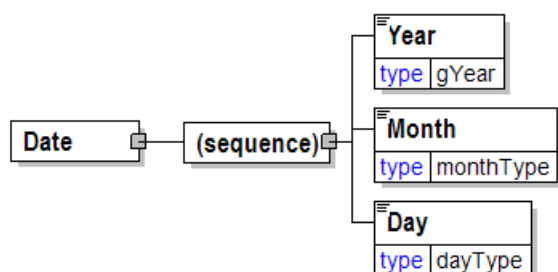 Year
type gYear
Date
(sequence)
Month
type monthType
Day
type dayType